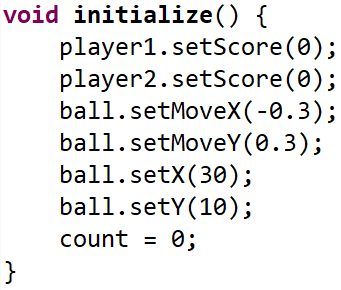 void initialize() {
    player1.setScore(0);
    player2.setScore(0);
    ball.setMoveX(-0.3);
    ball.setMoveY(0.3);
    ball.setX(30);
    ball.setY(10);
    count = 0;
}